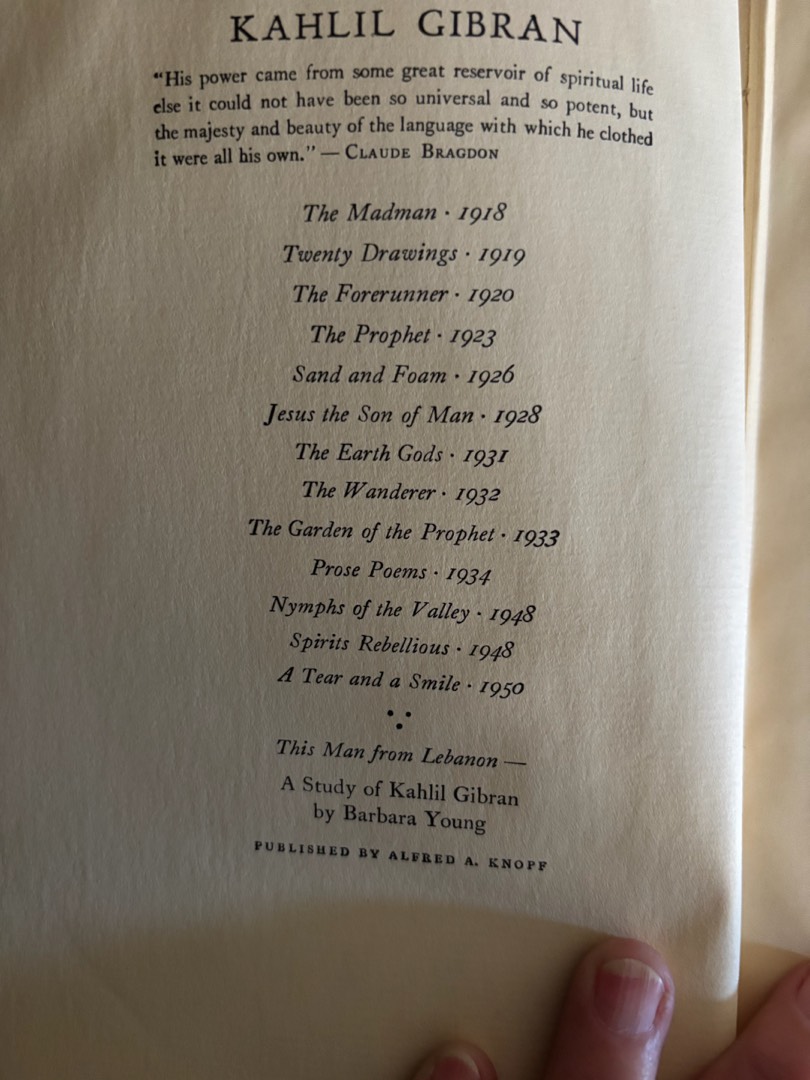 KAHLIL GIBRAN
“His power came from some great reservoir of spiritual life
else it could not have been so universal and so potent, but
the majesty and beauty of the language with which he clothed
it were all his own.” — CLAUDE BRAGDON
The Madman · 1918
Twenty Drawings · 1919
The Forerunner · 1920
The Prophet · 1923
Sand and Foam · 1926
Jesus the Son of Man · 1928
The Earth Gods · 1931
The Wanderer · 1932
The Garden of the Prophet · 1933
Prose Poems · 1934
Nymphs of the Valley · 1948
Spirits Rebellious · 1948
A Tear and a Smile · 1950
This Man from Lebanon —
A Study of Kahlil Gibran
by Barbara Young
PUBLISHED BY ALFRED A. KNOPF